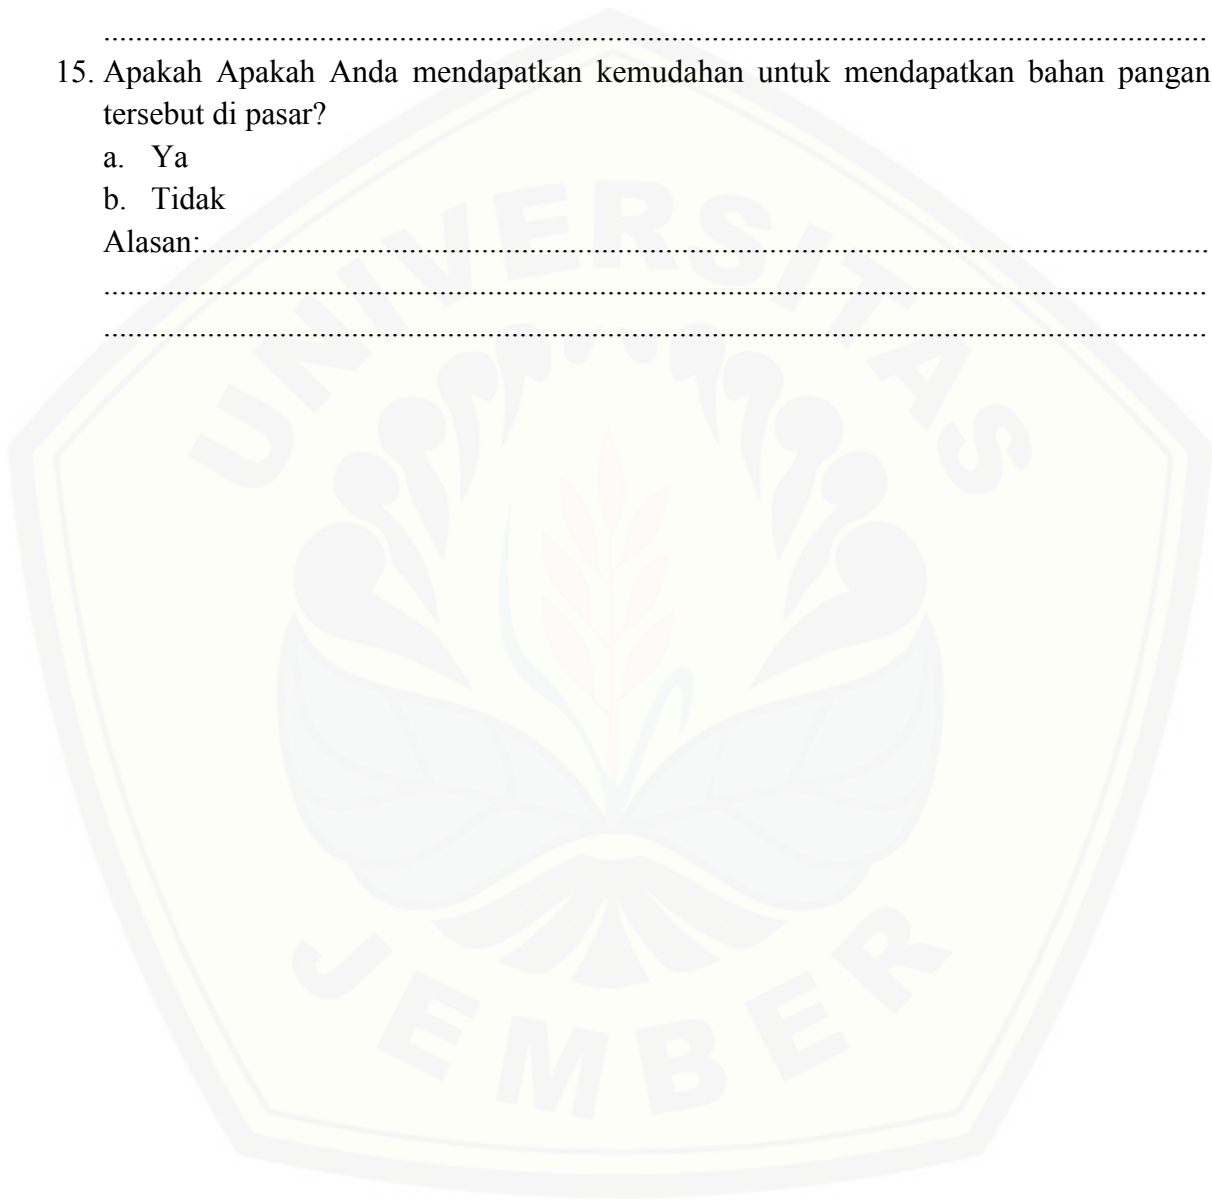 ................................................................................................................................................
15. Apakah Apakah Anda mendapatkan kemudahan untuk mendapatkan bahan pangan
tersebut di pasar?
a. Ya
b. Tidak
Alasan:...................................................................................................................................
................................................................................................................................................
................................................................................................................................................
UNIVERSITAS
JEMBER